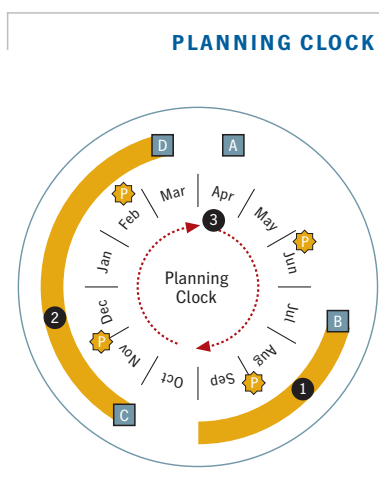 PLANNING CLOCK
D
A
P
Mar
Apr
Feb
3
May
P
Jan
Jun
Planning
Clock
Dec
Jul
2
B
P
Nov
Aug
Oct
Sep
P
1
C